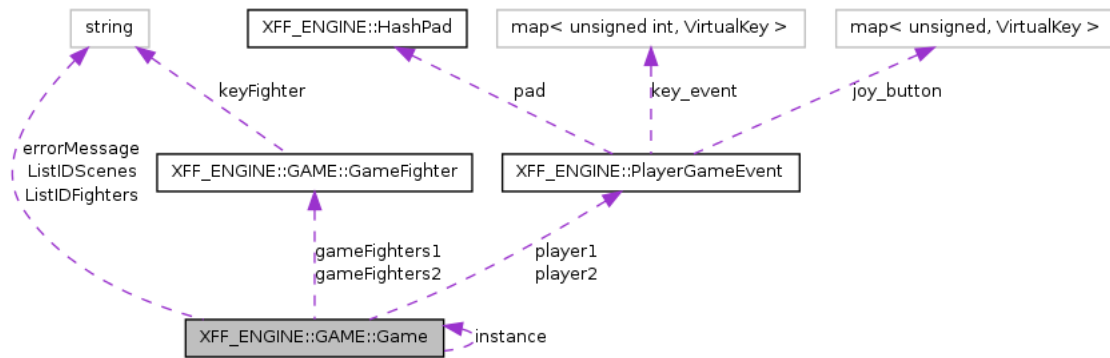 string
XFF_ENGINE::HashPad
map< unsigned int, VirtualKey >
map< unsigned, VirtualKey >
keyFighter
pad
key_event
joy_button
errorMessage
ListIDScenes
ListIDFighters
XFF_ENGINE::GAME::GameFighter
XFF_ENGINE::PlayerGameEvent
gameFighters1
gameFighters2
player1
player2
XFF_ENGINE::GAME::Game
instance